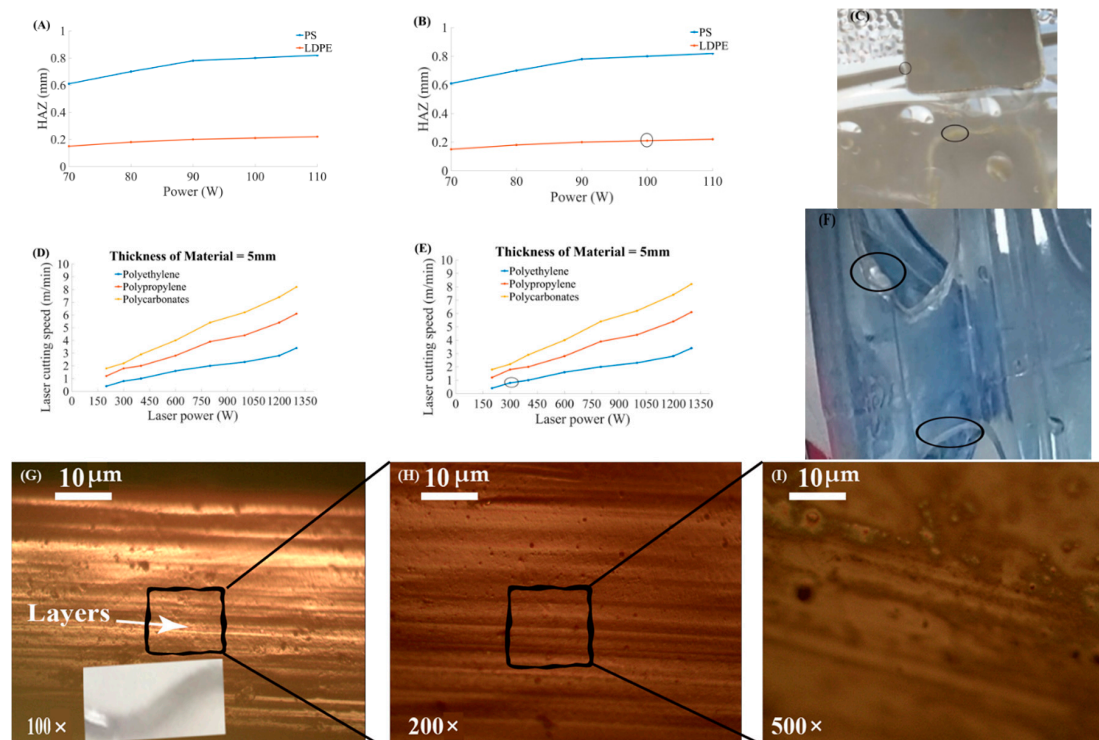 (A)
PS
LDPE
1
0.8
0.6
0.4
0.2
0
HAZ (mm)
70 80 90 100 110
Power (W)
(B)
PS
LDPE
1
0.8
0.6
0.4
0.2
0
HAZ (mm)
70 80 90 100 110
Power (W)
(C)
(D)
Thickness of Material = 5mm
Polyethylene
Polypropylene
Polycarbonates
10
9
8
7
6
5
4
3
2
1
0
Laser cutting speed (m/min)
0 150 300 450 600 750 900 1050 1200 1350
Laser power (W)
(E)
Thickness of Material = 5mm
Polyethylene
Polypropylene
Polycarbonates
10
9
8
7
6
5
4
3
2
1
0
Laser cutting speed (m/min)
0 150 300 450 600 750 900 1050 1200 1350
Laser power (W)
(F)
(G)
10 µm
Layers
100×
(H)
10 µm
200×
(I)
10 µm
500×